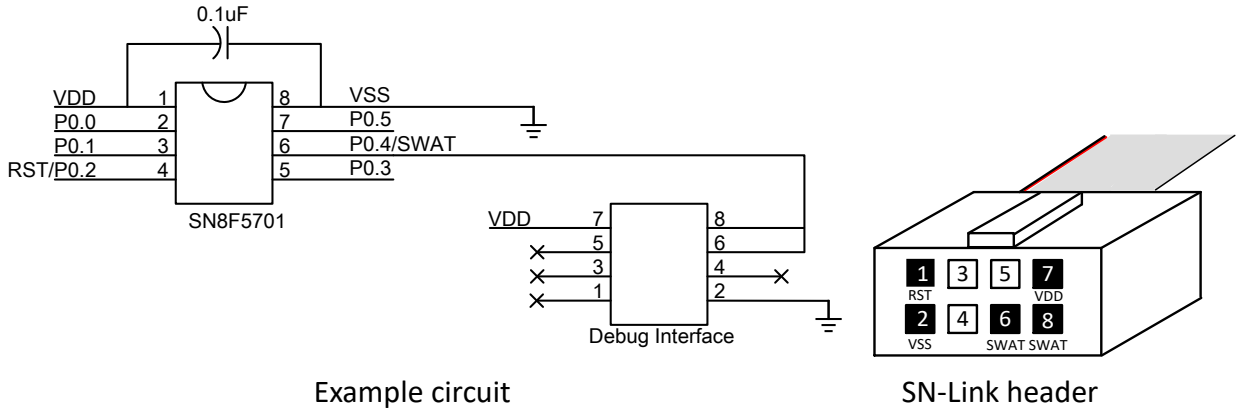 0.1uF
VDD 1 8 VSS
P0.0 2 7 P0.5
P0.1 3 6 P0.4/SWAT
RST/P0.2 4 5 P0.3
SN8F5701
VDD 7 8
5 6
3 4
1 2
Debug Interface
1 3 5 7
RST VDD
2 4 6 8
VSS SWAT SWAT
Example circuit
SN-Link header